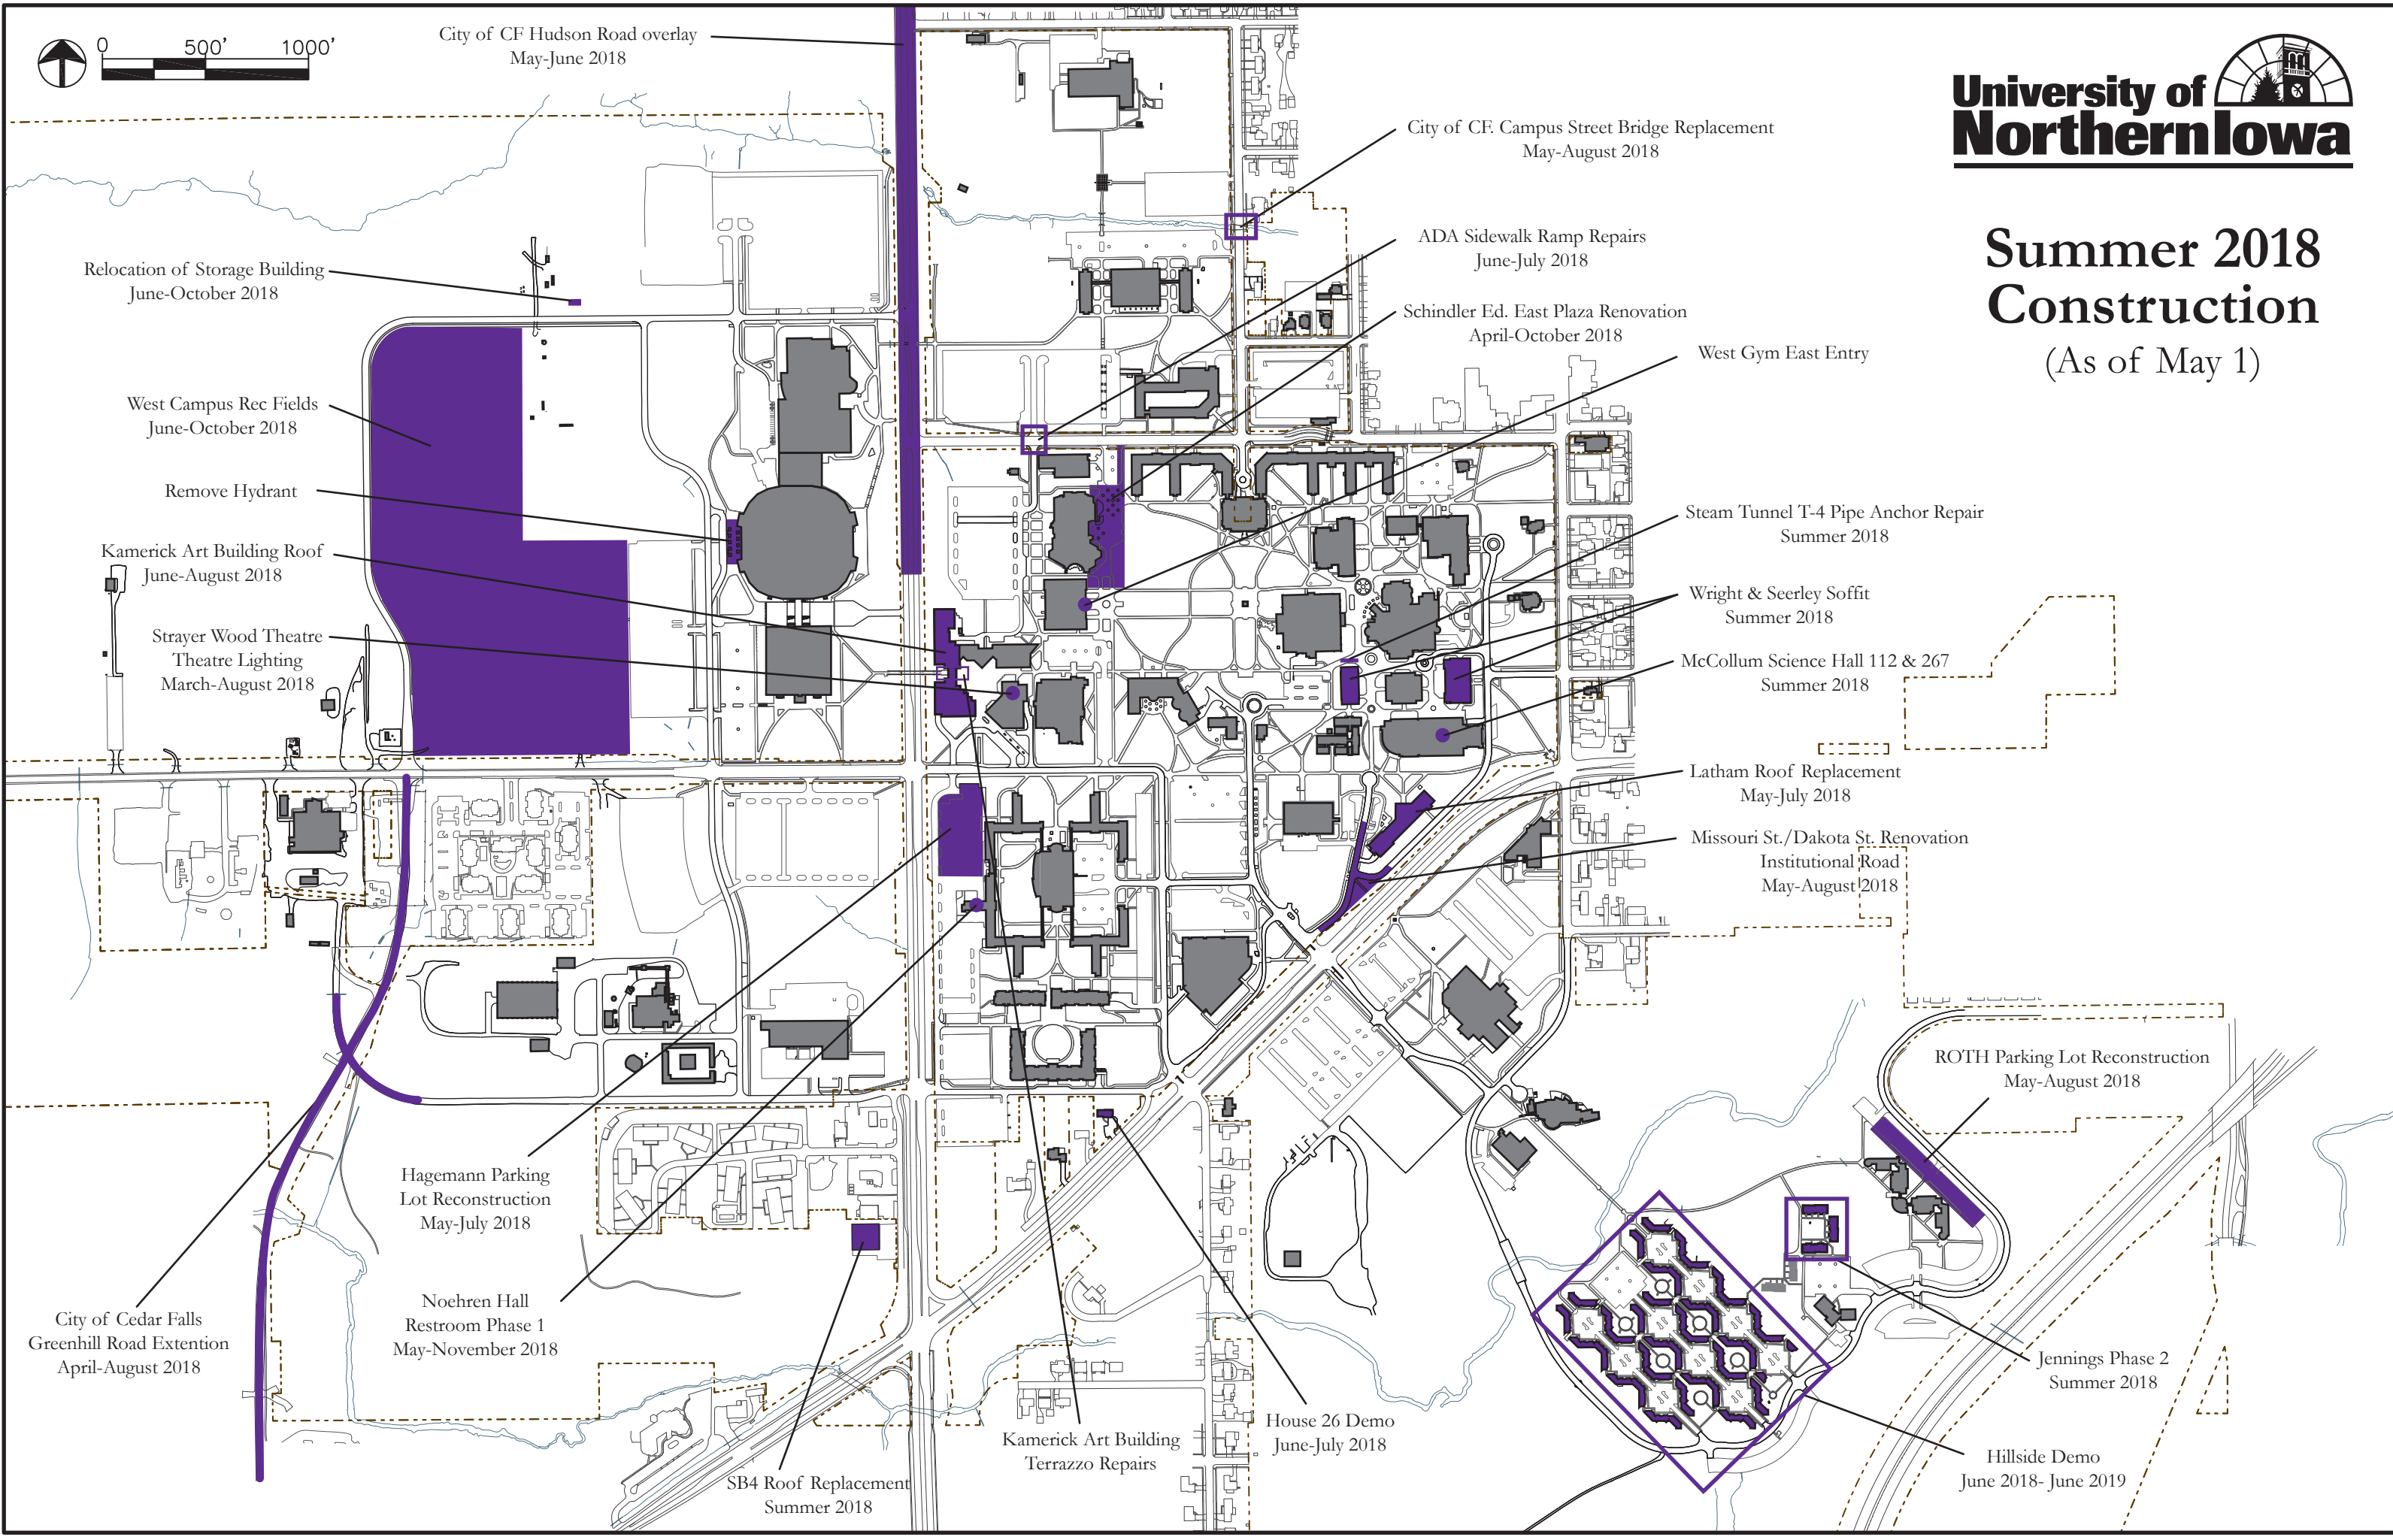 0 500' 1000'
City of CF Hudson Road overlay
May-June 2018
University of
Northern Iowa
Summer 2018
Construction
(As of May 1)
City of CF. Campus Street Bridge Replacement
May-August 2018
ADA Sidewalk Ramp Repairs
June-July 2018
Schindler Ed. East Plaza Renovation
April-October 2018
West Gym East Entry
Relocation of Storage Building
June-October 2018
West Campus Rec Fields
June-October 2018
Remove Hydrant
Kamerick Art Building Roof
June-August 2018
Strayer Wood Theatre
Theatre Lighting
March-August 2018
Steam Tunnel T-4 Pipe Anchor Repair
Summer 2018
Wright & Seerley Soffit
Summer 2018
McCollum Science Hall 112 & 267
Summer 2018
Latham Roof Replacement
May-July 2018
Missouri St./Dakota St. Renovation
Institutional Road
May-August 2018
ROTH Parking Lot Reconstruction
May-August 2018
Hagemann Parking
Lot Reconstruction
May-July 2018
Noehren Hall
Restroom Phase 1
May-November 2018
City of Cedar Falls
Greenhill Road Extention
April-August 2018
SB4 Roof Replacement
Summer 2018
Kamerick Art Building
Terrazzo Repairs
House 26 Demo
June-July 2018
Jennings Phase 2
Summer 2018
Hillside Demo
June 2018- June 2019